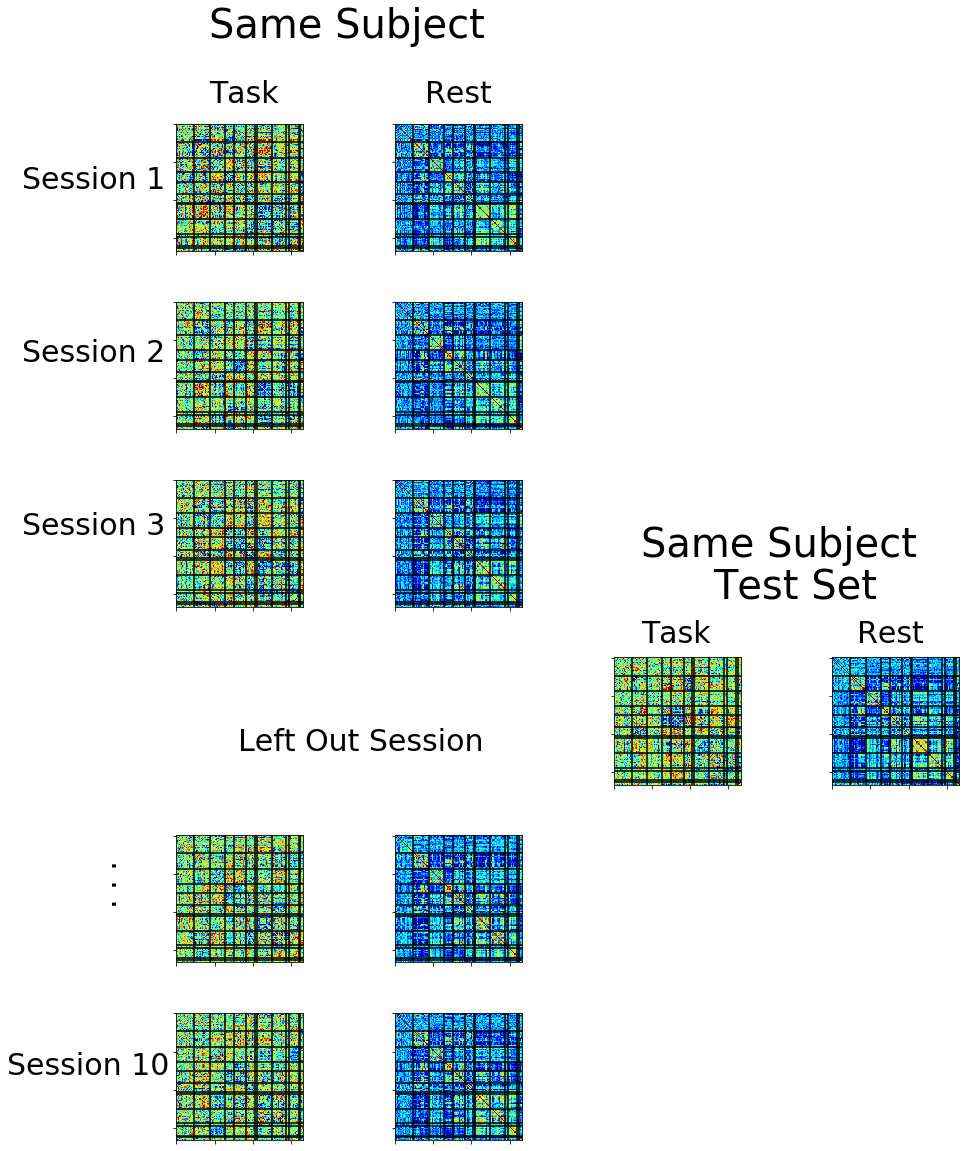 Same Subject
Task Rest
Session 1
Session 2
Session 3
Same Subject
Test Set
Task Rest
Left Out Session
...
Session 10